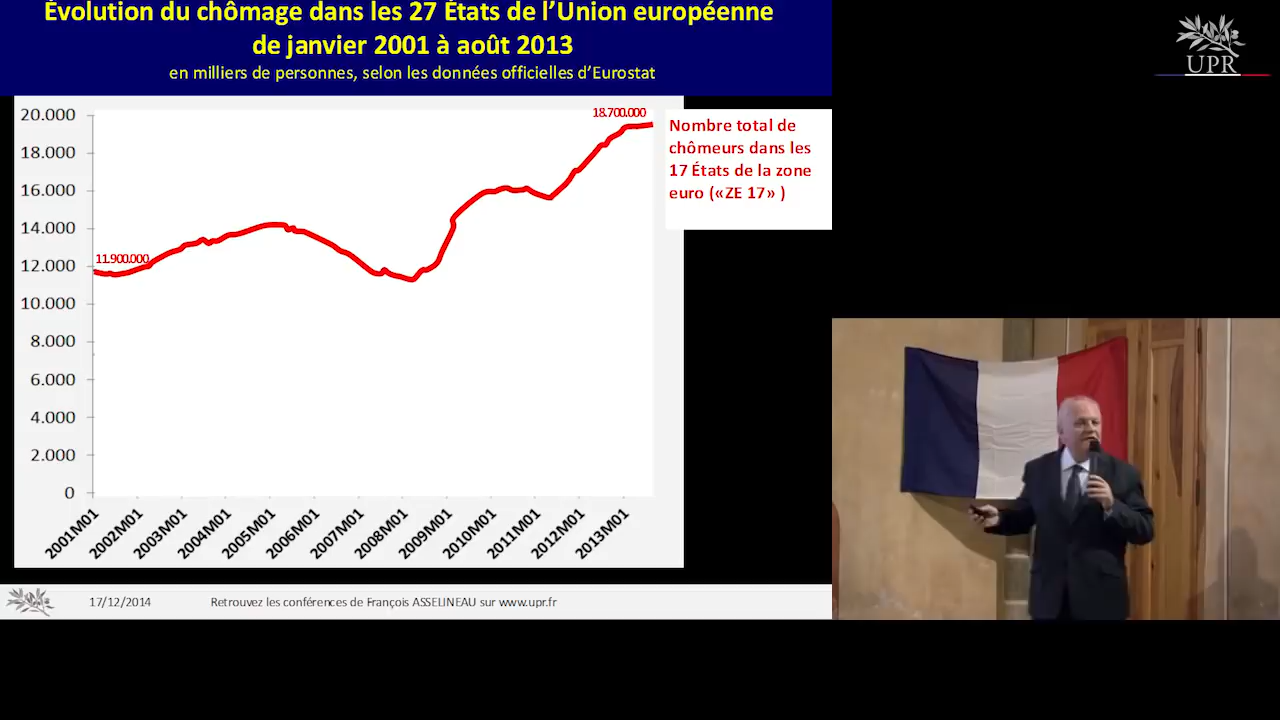 Évolution du chômage dans les 27 États de l’Union européenne
de janvier 2001 à août 2013
en milliers de personnes, selon les données officielles d’Eurostat
UPR
20.000
18.000
16.000
14.000
12.000
10.000
8.000
6.000
4.000
2.000
0
11.900.000
18.700.000
Nombre total de
chômeurs dans les
17 États de la zone
euro («ZE 17» )
2001M01
2002M01
2003M01
2004M01
2005M01
2006M01
2007M01
2008M01
2009M01
2010M01
2011M01
2012M01
2013M01
17/12/2014
Retrouvez les conférences de François ASSELINEAU sur www.upr.fr